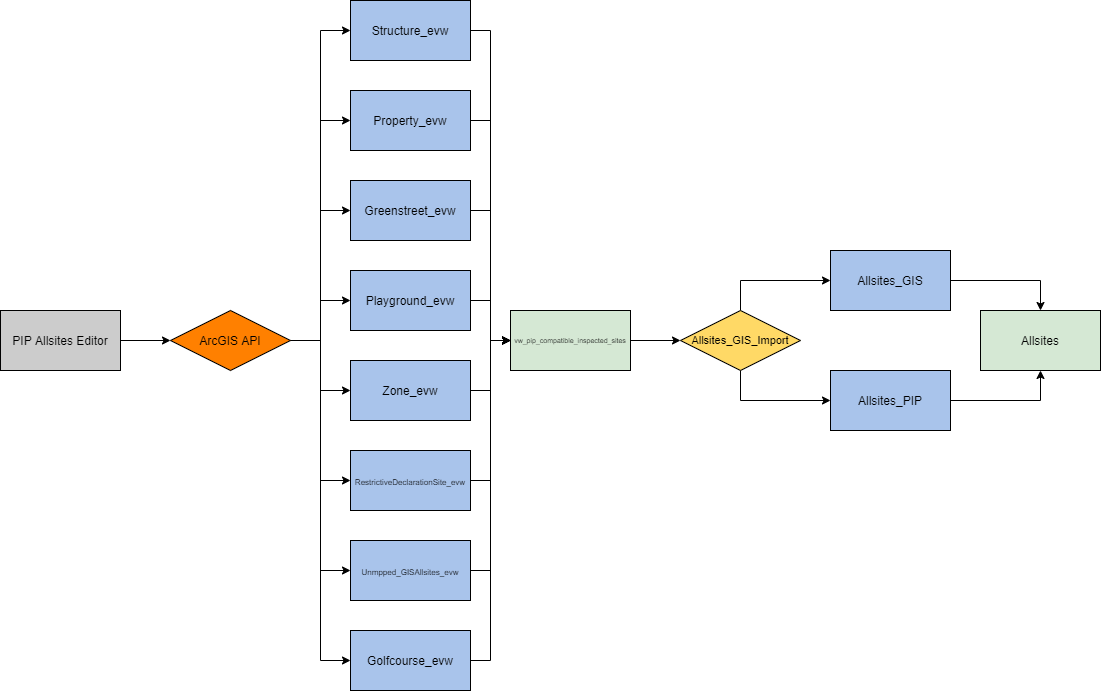 Structure_evw
Property_evw
Greenstreet_evw
Playground_evw
PIP Allsites Editor
ArcGIS API
Zone_evw
RestrictiveDeclarationSite_evw
Unmpped_GISAllsites_evw
Golfcourse_evw
vw_pip_compatible_inspected_sites
Allsites_GIS_Import
Allsites_GIS
Allsites_PIP
Allsites